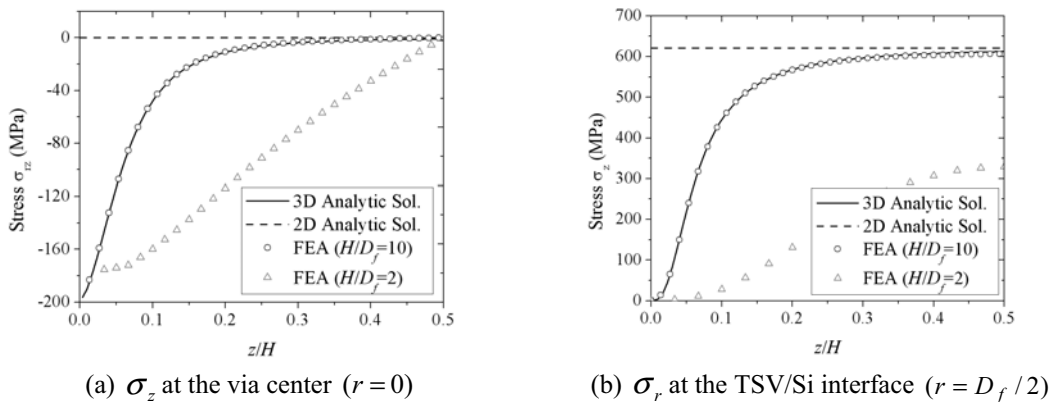 0
-40
-80
-120
-160
-200
Stress σrz (MPa)
3D Analytic Sol.
2D Analytic Sol.
FEA (H/Df=10)
FEA (H/Df=2)
0.0 0.1 0.2 0.3 0.4 0.5
z/H
(a) σz at the via center (r = 0)
700
600
500
400
300
200
100
0
Stress σz (MPa)
3D Analytic Sol.
2D Analytic Sol.
FEA (H/Df=10)
FEA (H/Df=2)
0.0 0.1 0.2 0.3 0.4 0.5
z/H
(b) σr at the TSV/Si interface (r = Df / 2)